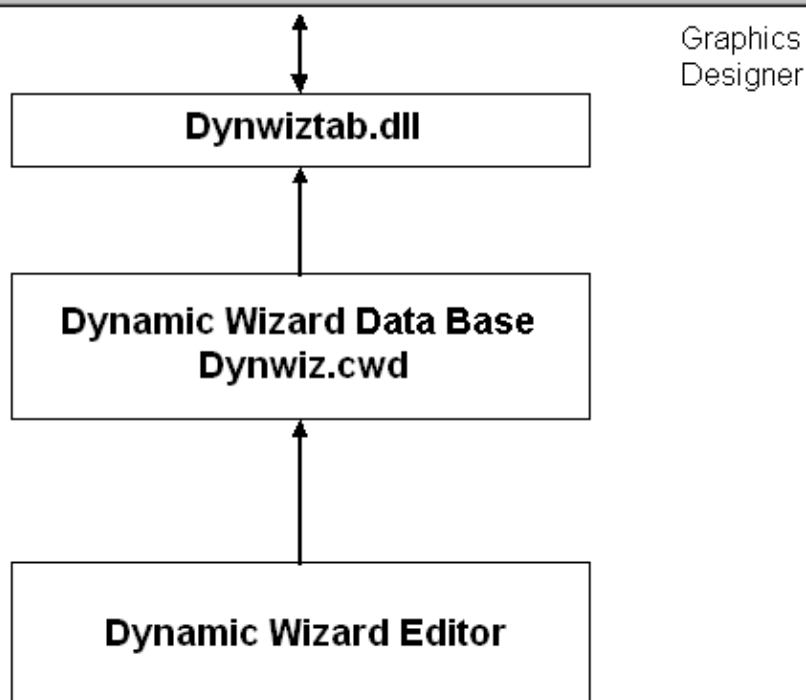 Graphics
Designer
Dynwiztab.dll
Dynamic Wizard Data Base
Dynwiz.cwd
Dynamic Wizard Editor